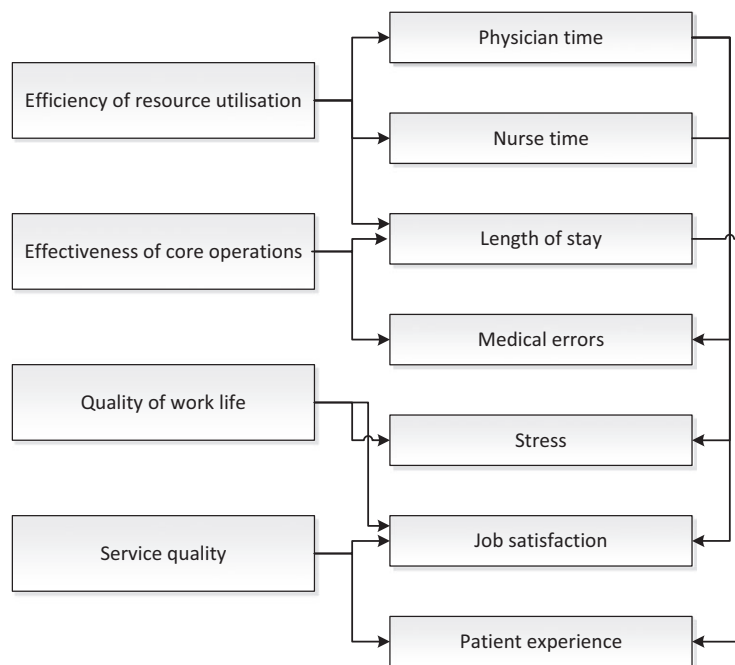 Physician time
Efficiency of resource utilisation
Nurse time
Effectiveness of core operations
Length of stay
Medical errors
Quality of work life
Stress
Service quality
Job satisfaction
Patient experience